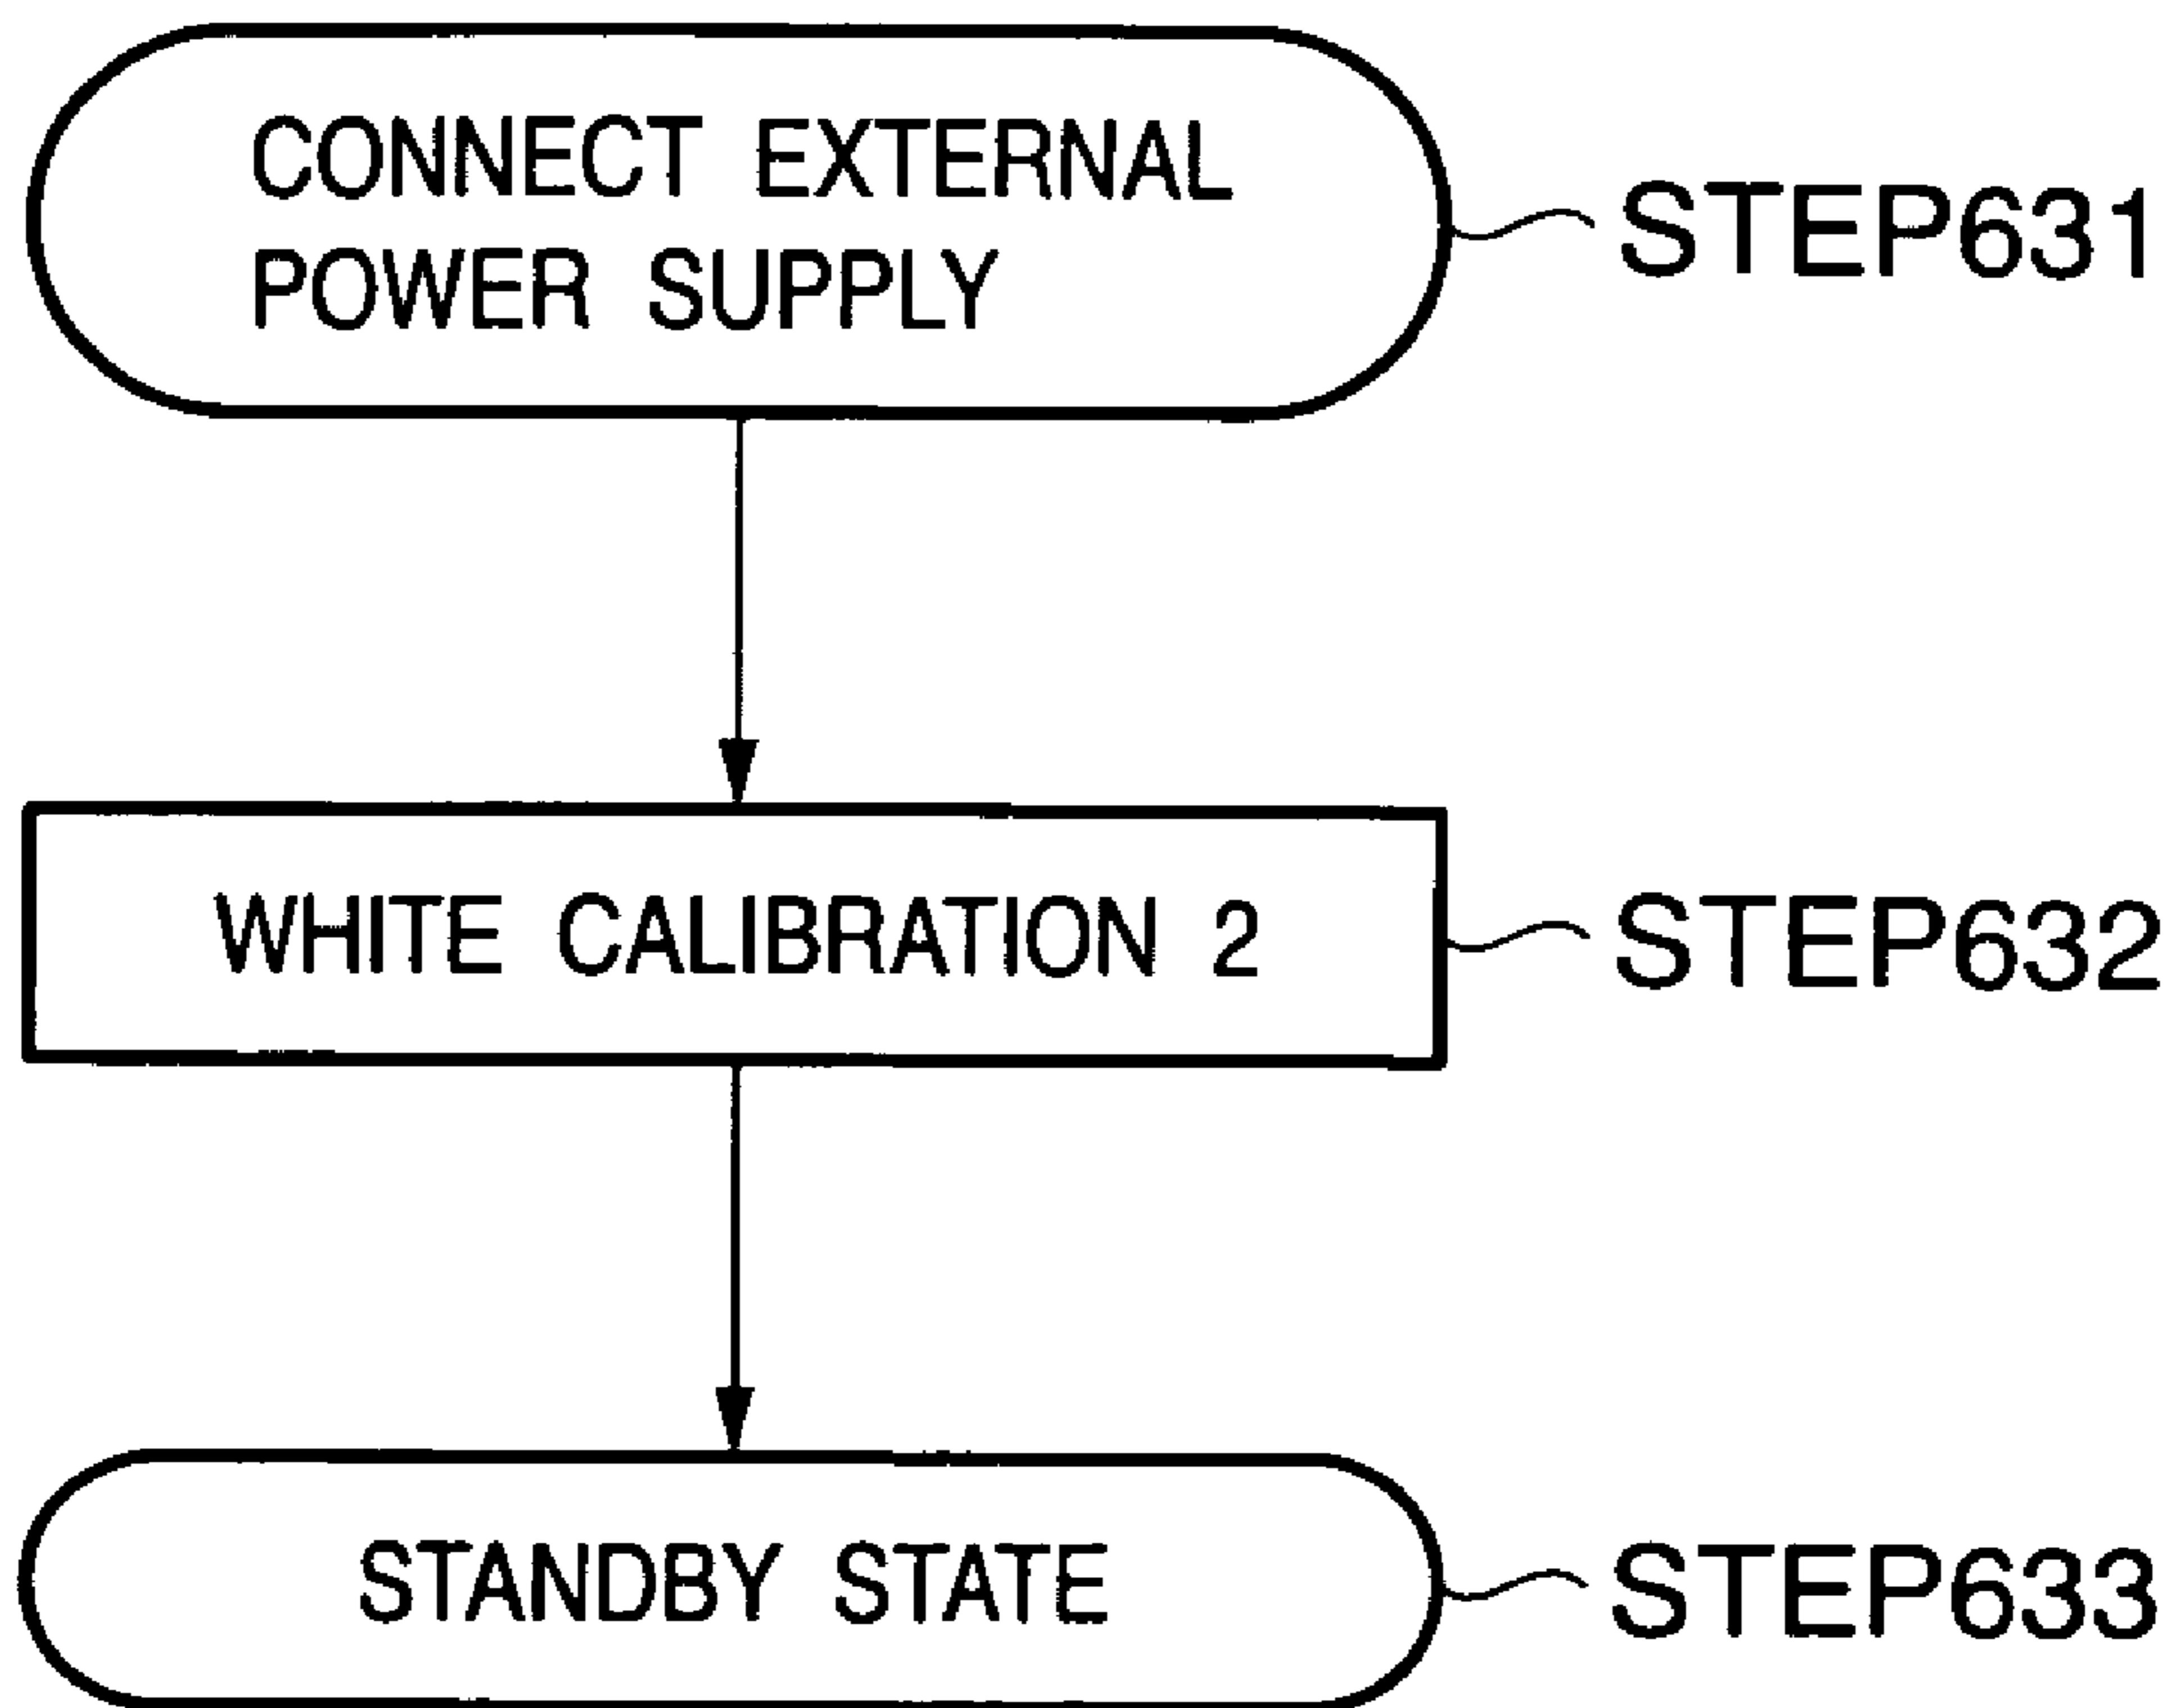 CONNECT EXTERNAL
POWER SUPPLY
STEP631
WHITE CALIBRATION 2
STEP632
STANDBY STATE
STEP633